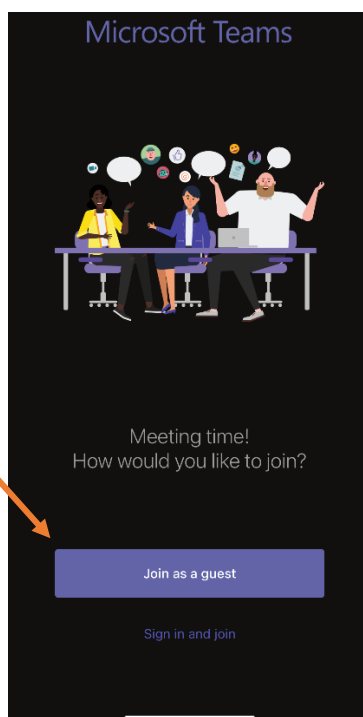 Microsoft Teams
Meeting time!
How would you like to join?
Join as a guest
Sign in and join